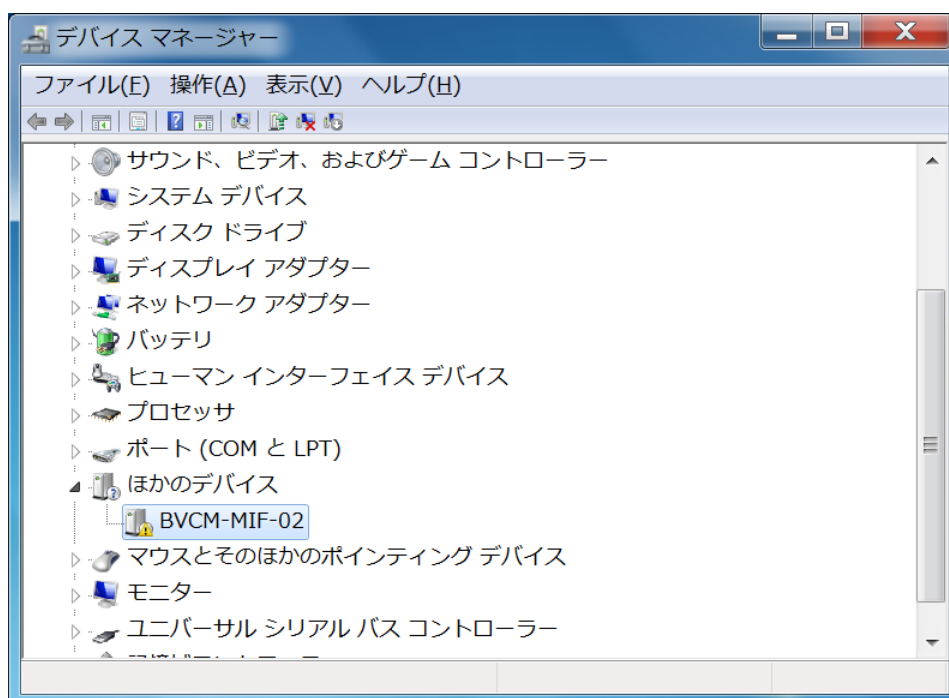 デバイス マネージャー
ファイル(F) 操作(A) 表示(V) ヘルプ(H)
サウンド、ビデオ、およびゲーム コントローラー
システム デバイス
ディスク ドライブ
ディスプレイ アダプター
ネットワーク アダプター
バッテリ
ヒューマン インターフェイス デバイス
プロセッサ
ポート (COM と LPT)
ほかのデバイス
BVCM-MIF-02
マウスとそのほかのポインティング デバイス
モニター
ユニバーサル シリアル バス コントローラー